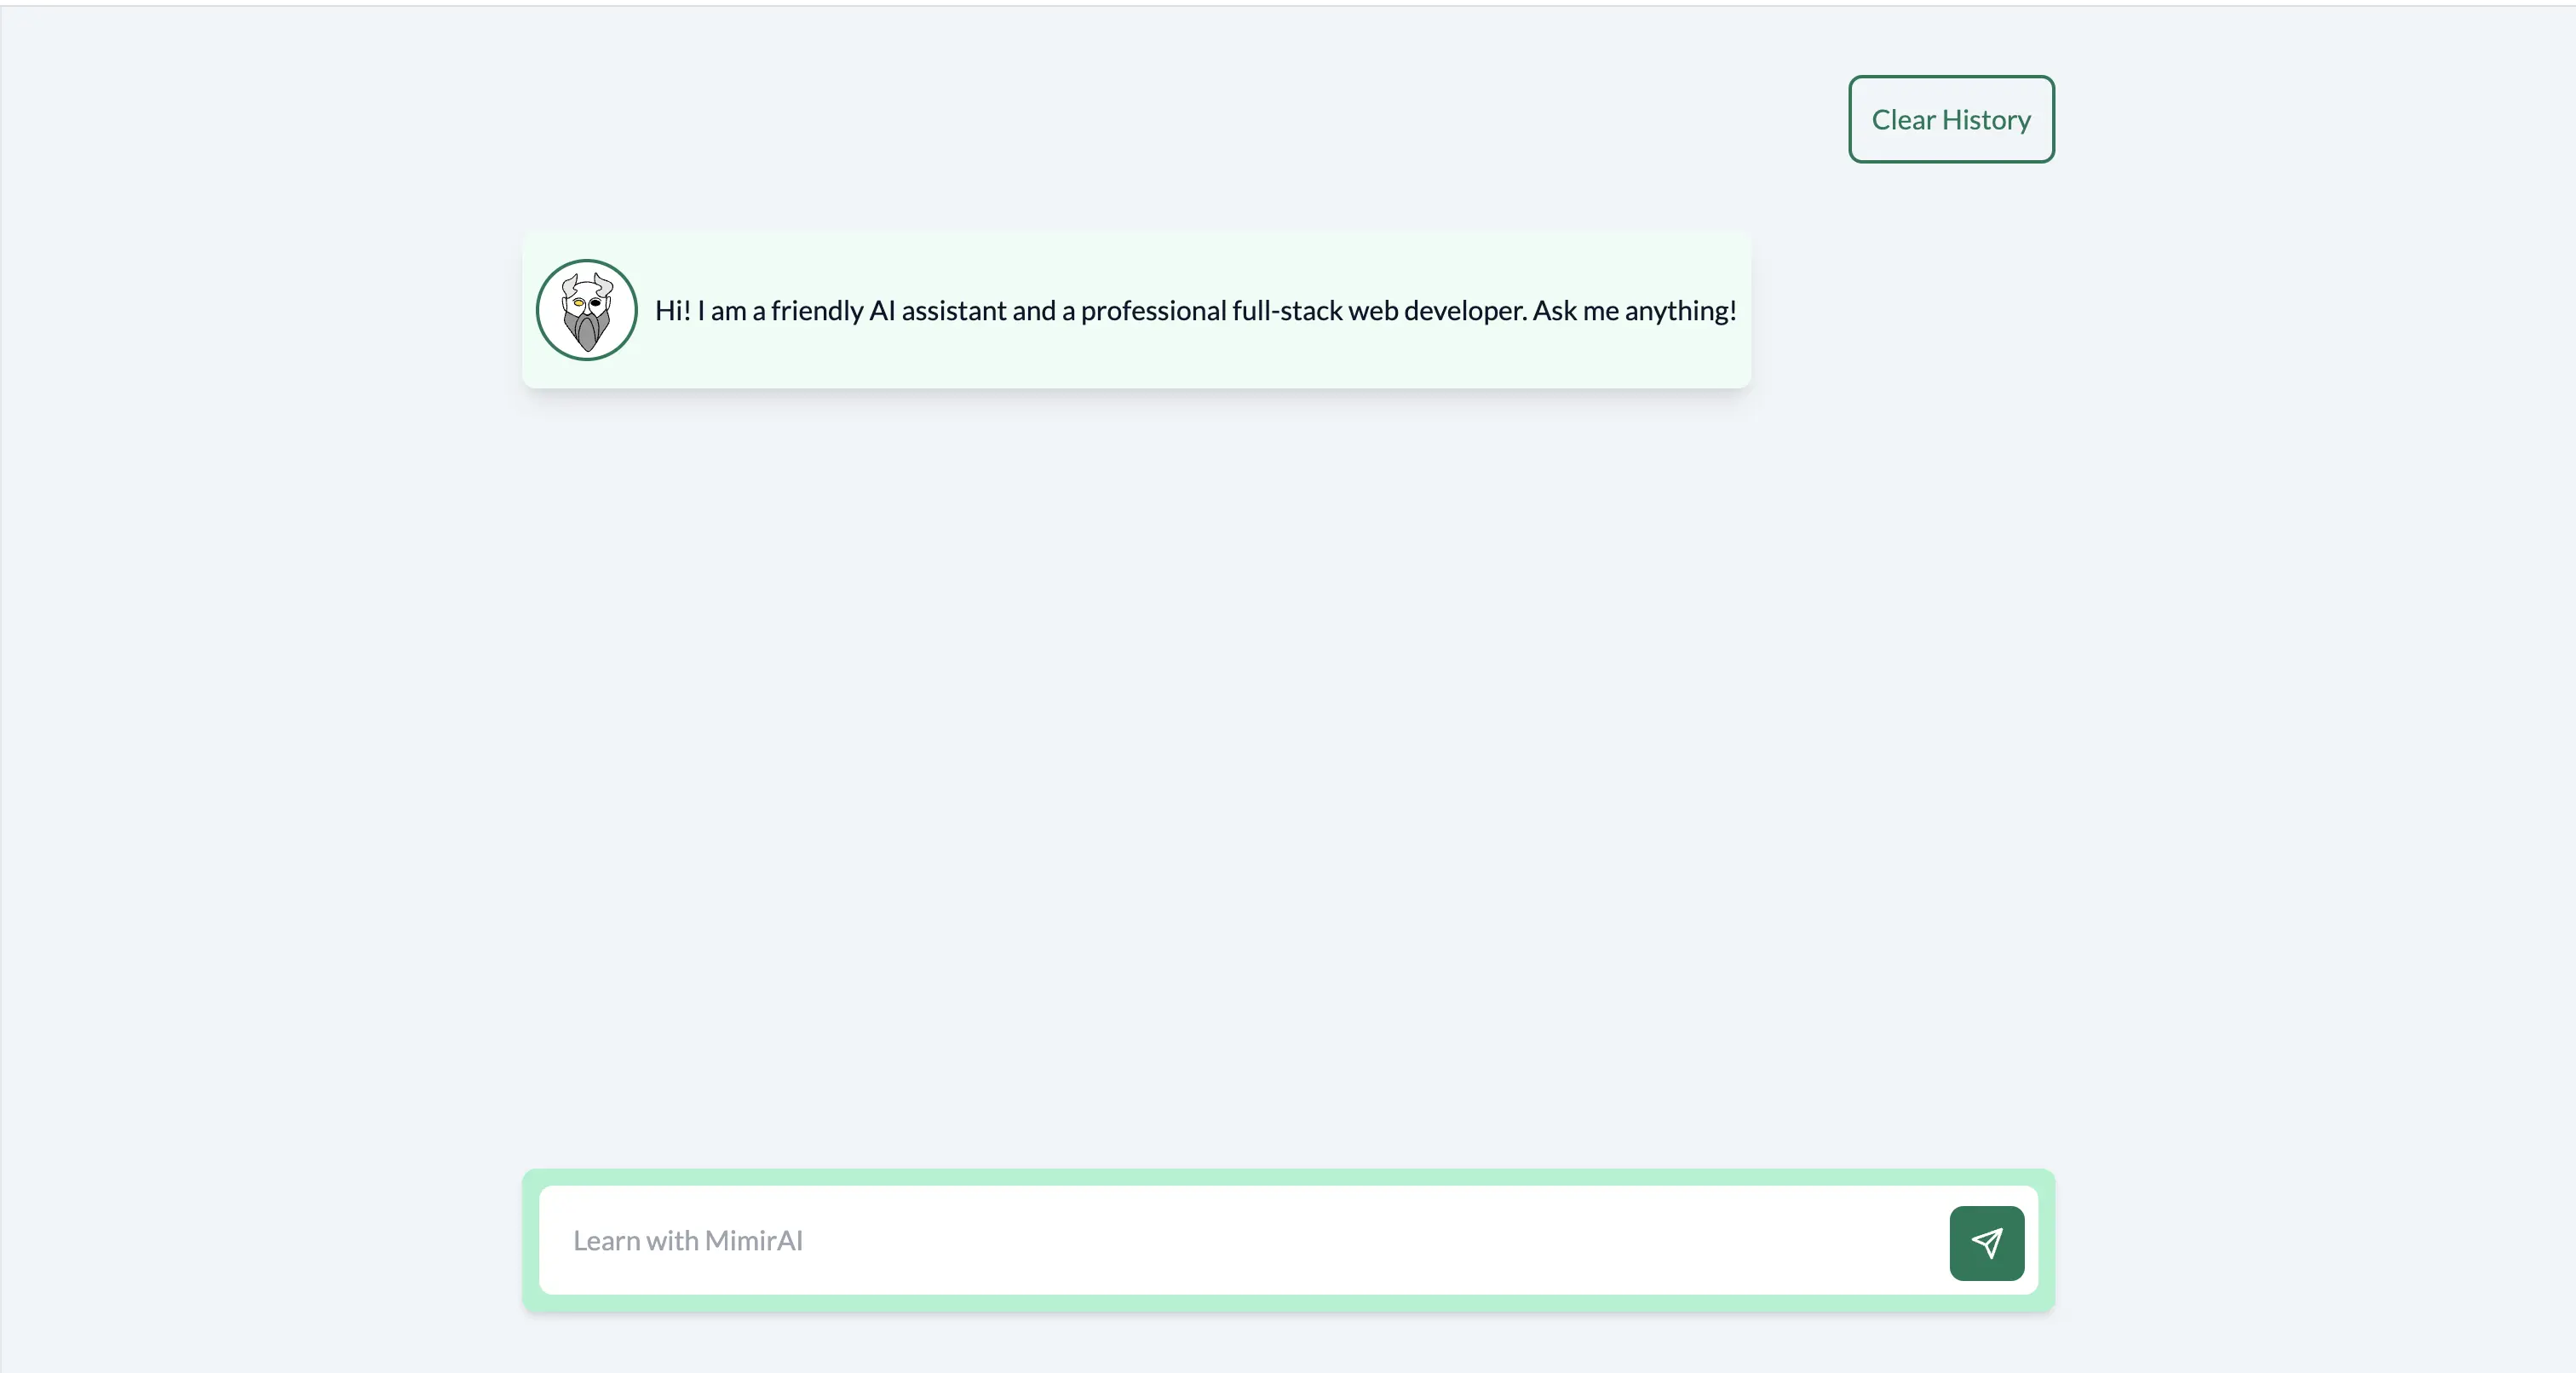 Clear History
Hi! I am a friendly AI assistant and a professional full-stack web developer. Ask me anything!
Learn with MimirAI